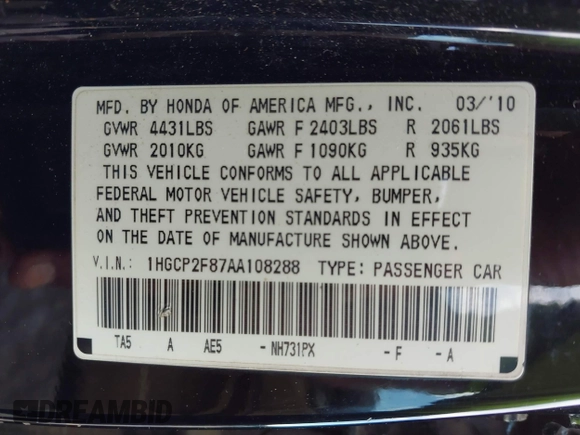 MFD. BY HONDA OF AMERICA MFG., INC. 03/'10
GVWR 4431LBS GAWR F 2403LBS R 2061LBS
GVWR 2010KG GAWR F 1090KG R 935KG
THIS VEHICLE CONFORMS TO ALL APPLICABLE
FEDERAL MOTOR VEHICLE SAFETY, BUMPER,
AND THEFT PREVENTION STANDARDS IN EFFECT
ON THE DATE OF MANUFACTURE SHOWN ABOVE.
V.I.N.: 1HGCP2F87AA108288 TYPE: PASSENGER CAR
TA5 A AE5 -NH731PX -F -A
DREAMBID